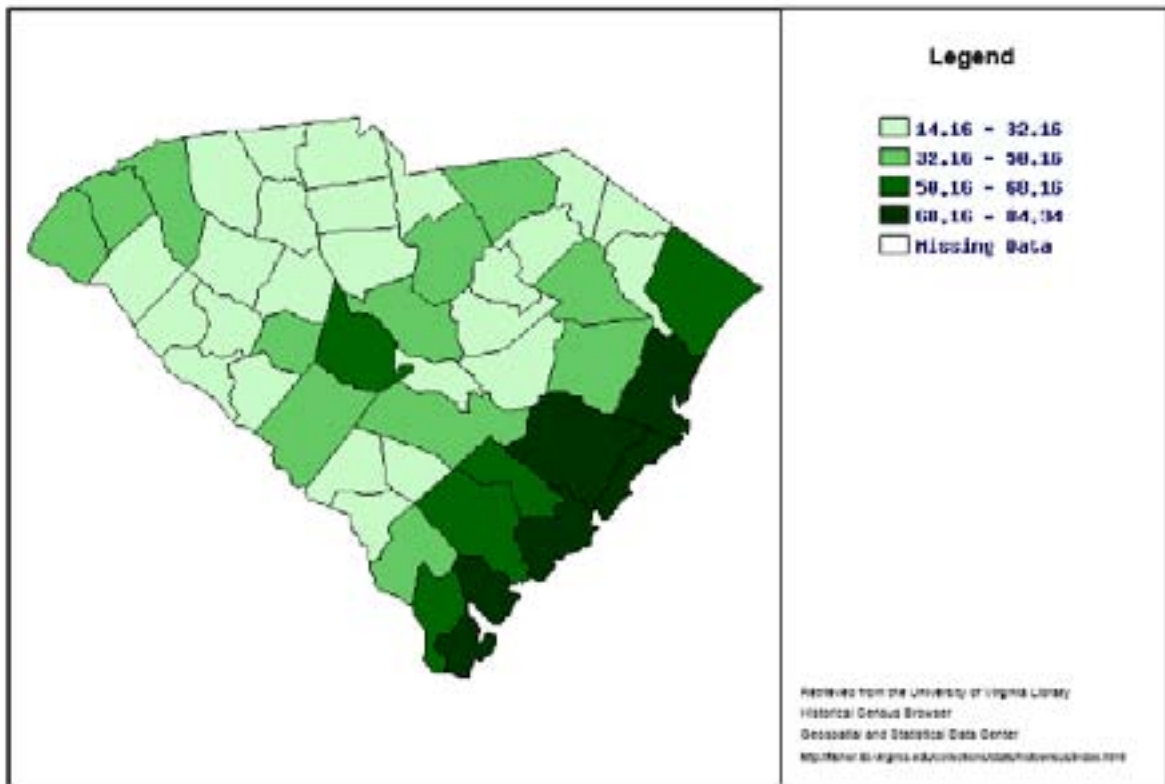 Legend
14.16 - 32.16
32.16 - 50.16
50.16 - 68.16
68.16 - 84.34
Missing Data
Retrieved from the University of Virginia Library
Historical Census Browser
Geospatial and Statistical Data Center